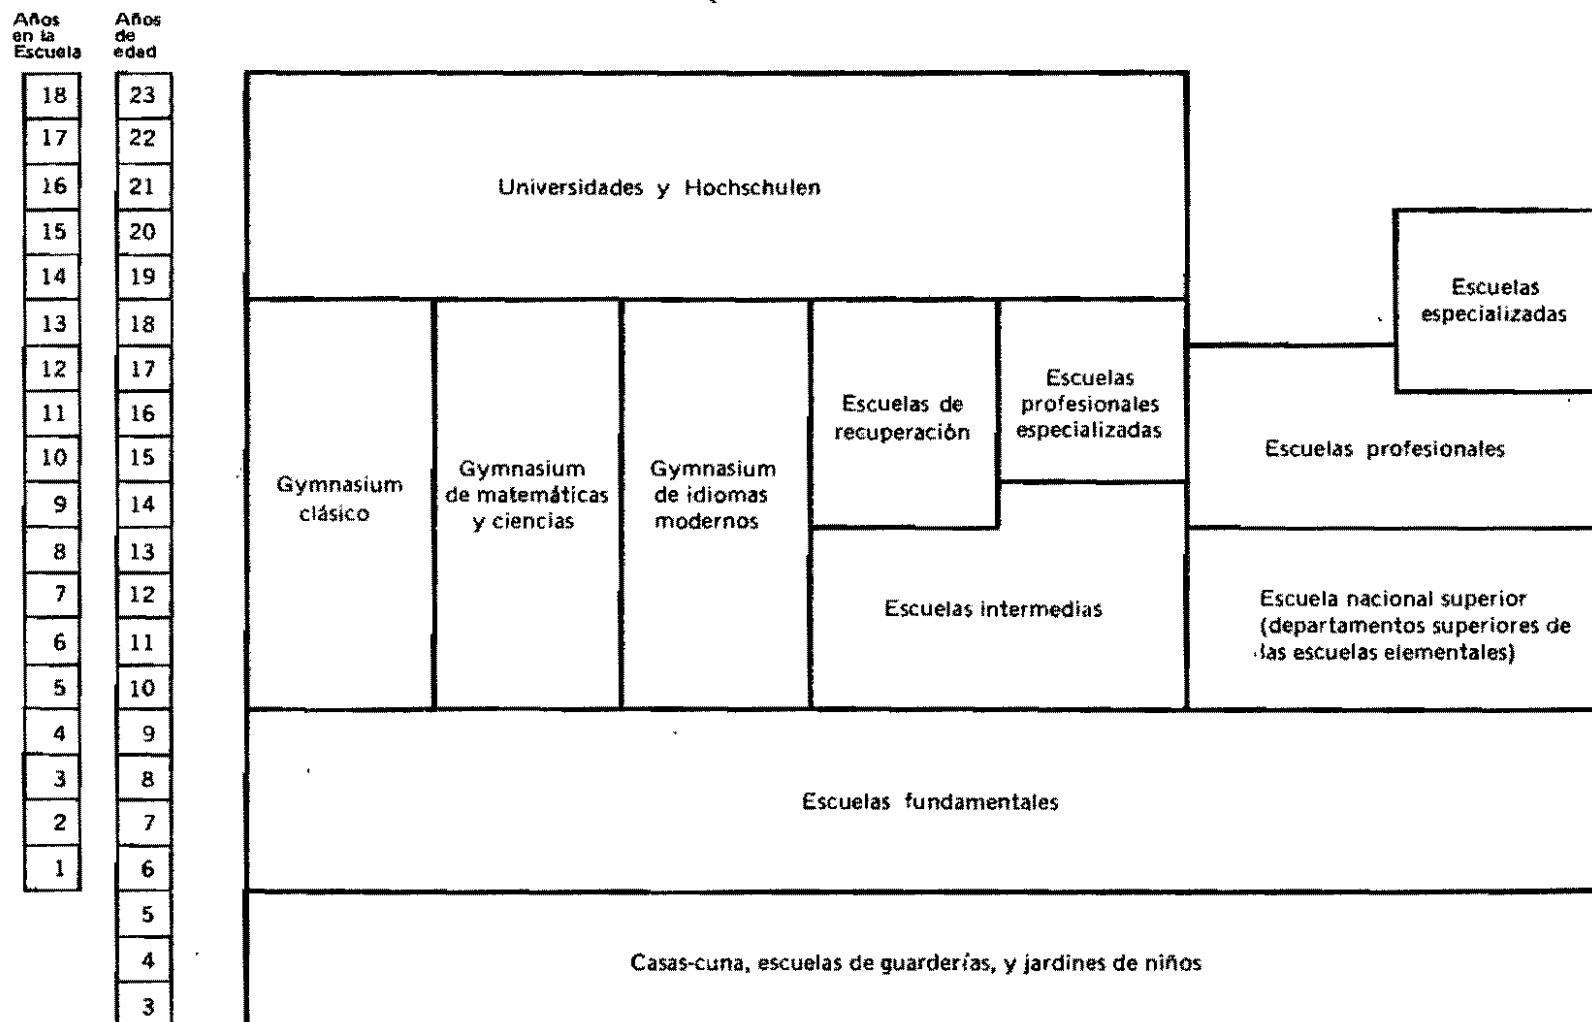 Años
en la
Escuela
Años
de
edad
18 23
17 22
16 21
15 20
14 19
13 18
12 17
11 16
10 15
9 14
8 13
7 12
6 11
5 10
4 9
3 8
2 7
1 6
5
4
3
Universidades y Hochschulen
Escuelas
especializadas
Gymnasium
clásico
Gymnasium
de matemáticas
y ciencias
Gymnasium
de idiomas
modernos
Escuelas de
recuperación
Escuelas
profesionales
especializadas
Escuelas profesionales
Escuelas intermedias
Escuela nacional superior
(departamentos superiores de
las escuelas elementales)
Escuelas fundamentales
Casas-cuna, escuelas de guarderías, y jardines de niños